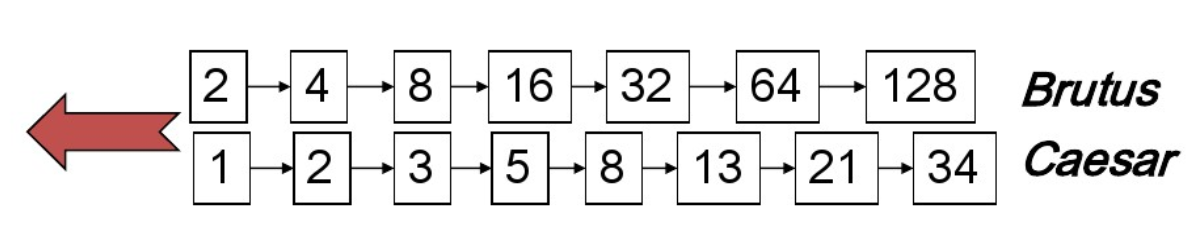 2 4 8 16 32 64 128 Brutus
1 2 3 5 8 13 21 34 Caesar